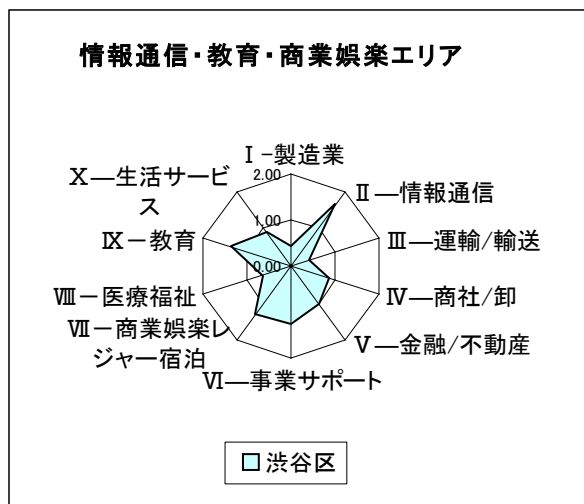 情報通信・教育・商業娯楽エリア
Ⅰ-製造業
Ⅱ―情報通信
Ⅲ―運輸/輸送
Ⅳ―商社/卸
Ⅴ―金融/不動産
Ⅵ―事業サポート
Ⅶ－商業娯楽レ
ジャー宿泊
Ⅷ－医療福祉
Ⅸ－教育
Ⅹ―生活サービ
ス
2.00
1.00
0.00
渋谷区